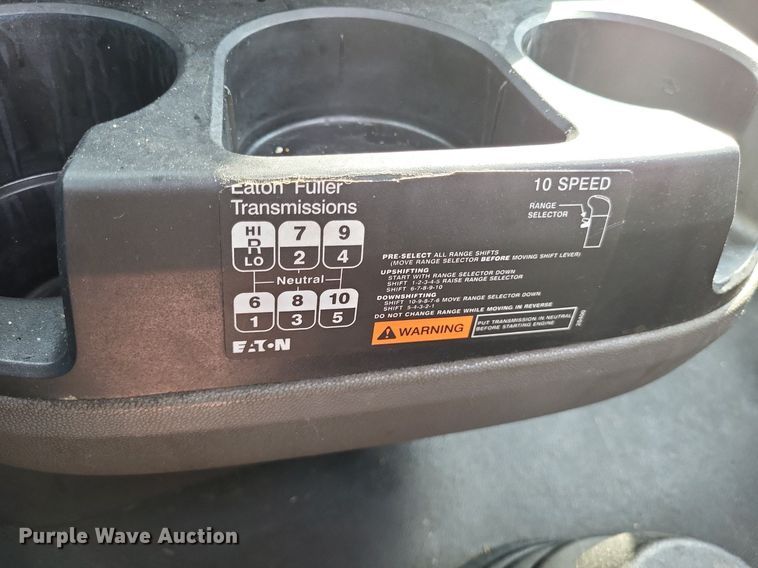 Eaton Fuller
Transmissions
10 SPEED
RANGE
SELECTOR
HI 7 9
R
LO 2 4
Neutral
6 8 10
1 3 5
EATON
PRE-SELECT ALL RANGE SHIFTS
(MOVE RANGE SELECTOR BEFORE MOVING SHIFT LEVER)
UPSHIFTING
START WITH RANGE SELECTOR DOWN
SHIFT 1-2-3-4-5 RAISE RANGE SELECTOR
SHIFT 6-7-8-9-10
DOWNSHIFTING
SHIFT 10-9-8-7-6 MOVE RANGE SELECTOR DOWN
SHIFT 5-4-3-2-1
DO NOT CHANGE RANGE WHILE MOVING IN REVERSE
WARNING
PUT TRANSMISSION IN NEUTRAL
BEFORE STARTING ENGINE
Purple Wave Auction